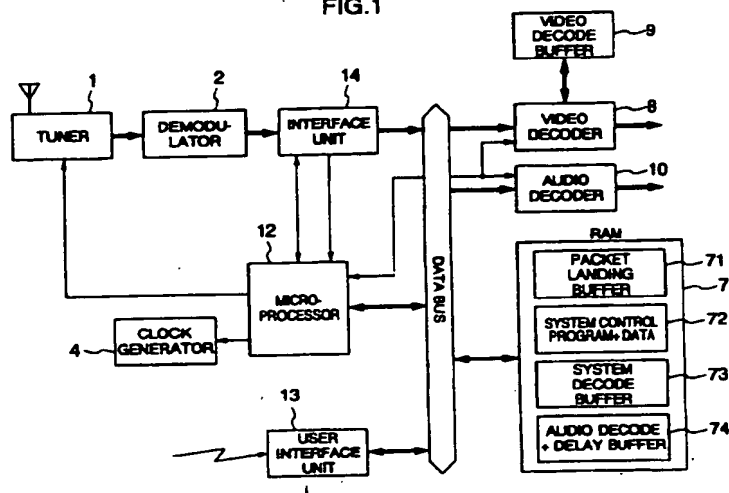 FIG.1
VIDEO
DECODE
BUFFER
9
1
2
14
8
TUNER
DEMODU-
LATOR
INTERFACE
UNIT
VIDEO
DECODER
10
AUDIO
DECODER
12
RAM
MICRO-
PROCESSOR
DATA BUS
PACKET
LANDING
BUFFER
71
7
SYSTEM CONTROL
PROGRAM+DATA
72
4
CLOCK
GENERATOR
SYSTEM
DECODE
BUFFER
73
13
USER
INTERFACE
UNIT
AUDIO DECODE
+ DELAY BUFFER
74